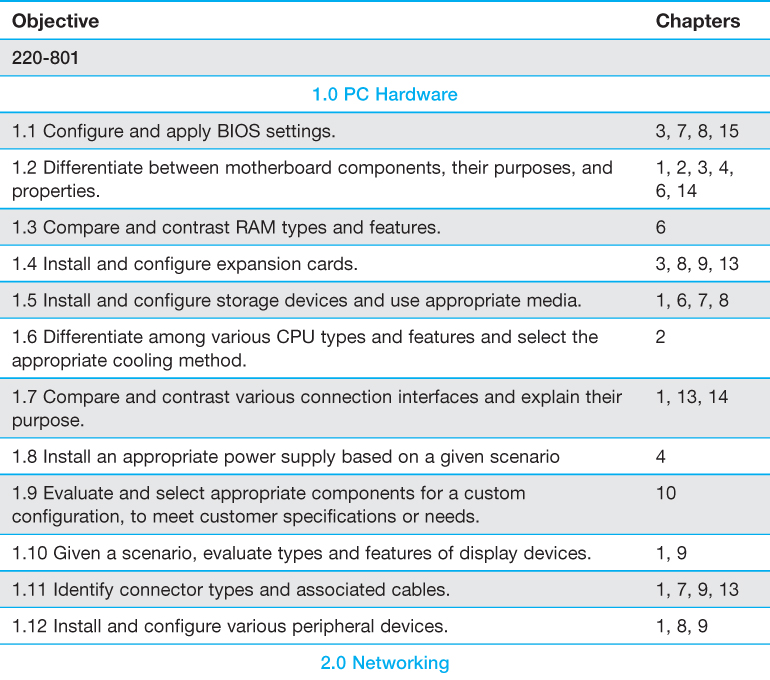 Objective Chapters
220-801
1.0 PC Hardware
1.1 Configure and apply BIOS settings. 3, 7, 8, 15
1.2 Differentiate between motherboard components, their purposes, and 1, 2, 3, 4,
properties. 6, 14
1.3 Compare and contrast RAM types and features. 6
1.4 Install and configure expansion cards. 3, 8, 9, 13
1.5 Install and configure storage devices and use appropriate media. 1, 6, 7, 8
1.6 Differentiate among various CPU types and features and select the 2
appropriate cooling method.
1.7 Compare and contrast various connection interfaces and explain their 1, 13, 14
purpose.
1.8 Install an appropriate power supply based on a given scenario 4
1.9 Evaluate and select appropriate components for a custom 10
configuration, to meet customer specifications or needs.
1.10 Given a scenario, evaluate types and features of display devices. 1, 9
1.11 Identify connector types and associated cables. 1, 7, 9, 13
1.12 Install and configure various peripheral devices. 1, 8, 9
2.0 Networking